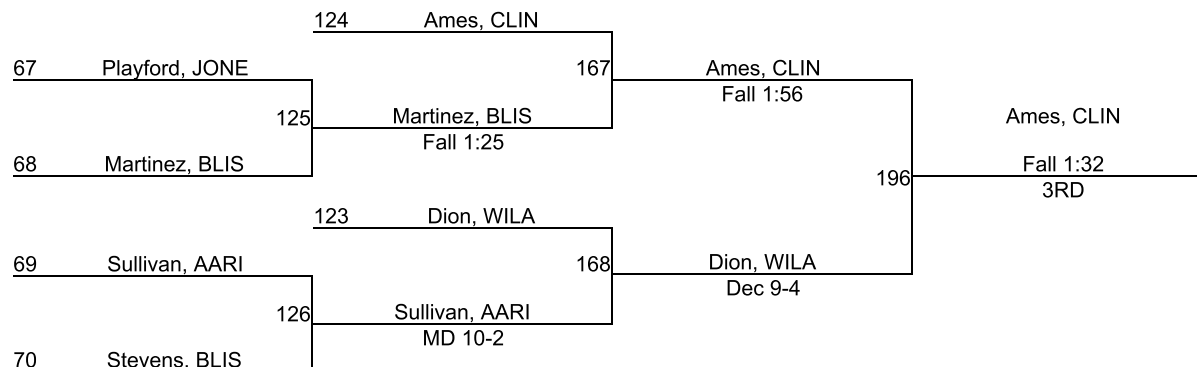 124 Ames, CLIN
67 Playford, JONE
167 Ames, CLIN
Fall 1:56
125 Martinez, BLIS
Fall 1:25
Ames, CLIN
68 Martinez, BLIS
196 Fall 1:32
3RD
123 Dion, WILA
69 Sullivan, AARI
168 Dion, WILA
Dec 9-4
126 Sullivan, AARI
MD 10-2
70 Stevens, BLIS